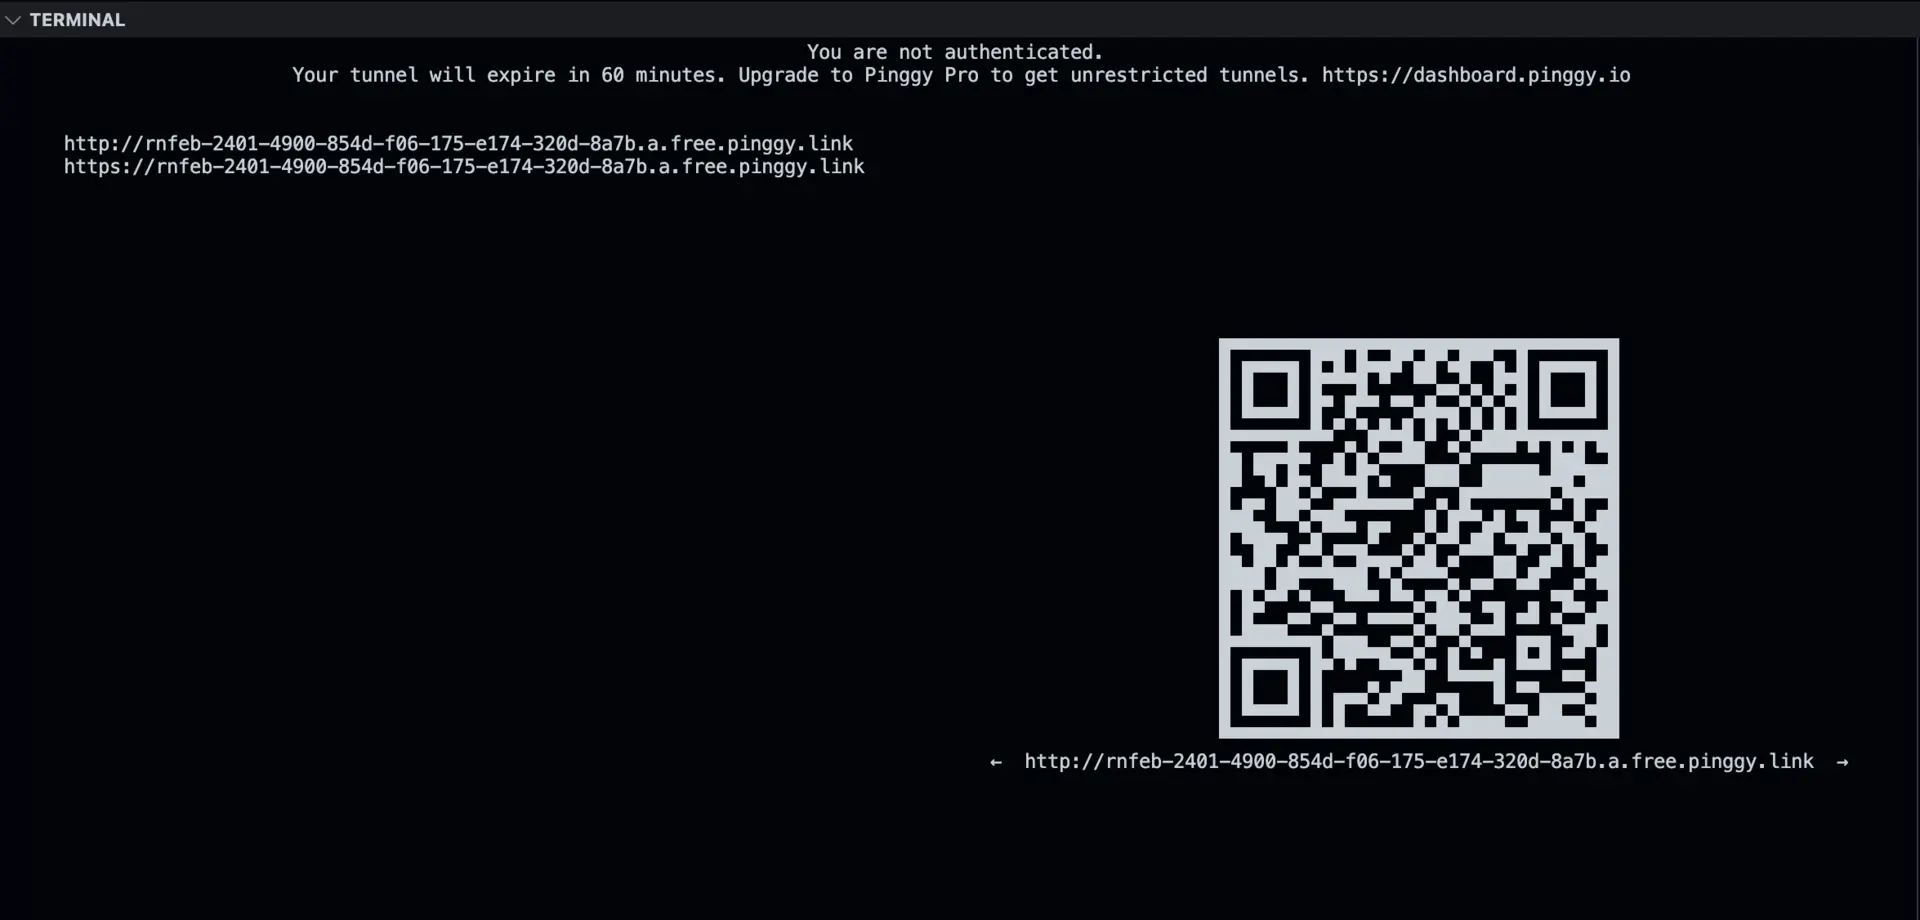 TERMINAL
You are not authenticated.
Your tunnel will expire in 60 minutes. Upgrade to Pinggy Pro to get unrestricted tunnels. https://dashboard.pinggy.io
http://rnfeb-2401-4900-854d-f06-175-e174-320d-8a7b.a.free.pinggy.link
https://rnfeb-2401-4900-854d-f06-175-e174-320d-8a7b.a.free.pinggy.link
← http://rnfeb-2401-4900-854d-f06-175-e174-320d-8a7b.a.free.pinggy.link →